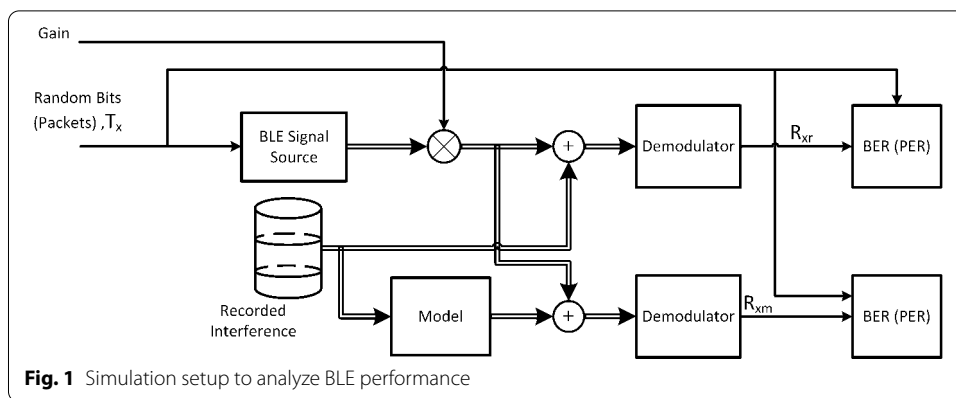 Gain
Random Bits
(Packets) ,Tx
BLE Signal
Source
+
Demodulator
Rxr
BER (PER)
Recorded
Interference
Model
+
Demodulator
Rxm
BER (PER)
Fig. 1 Simulation setup to analyze BLE performance